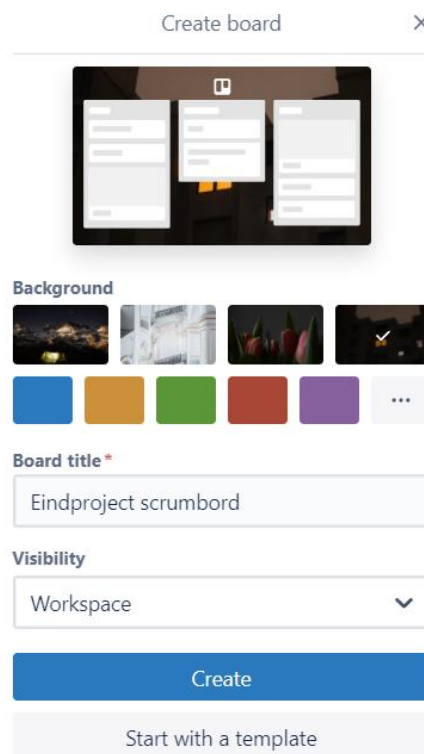 Create board
Background
Board title*
Eindproject scrumbord
Visibility
Workspace
Create
Start with a template